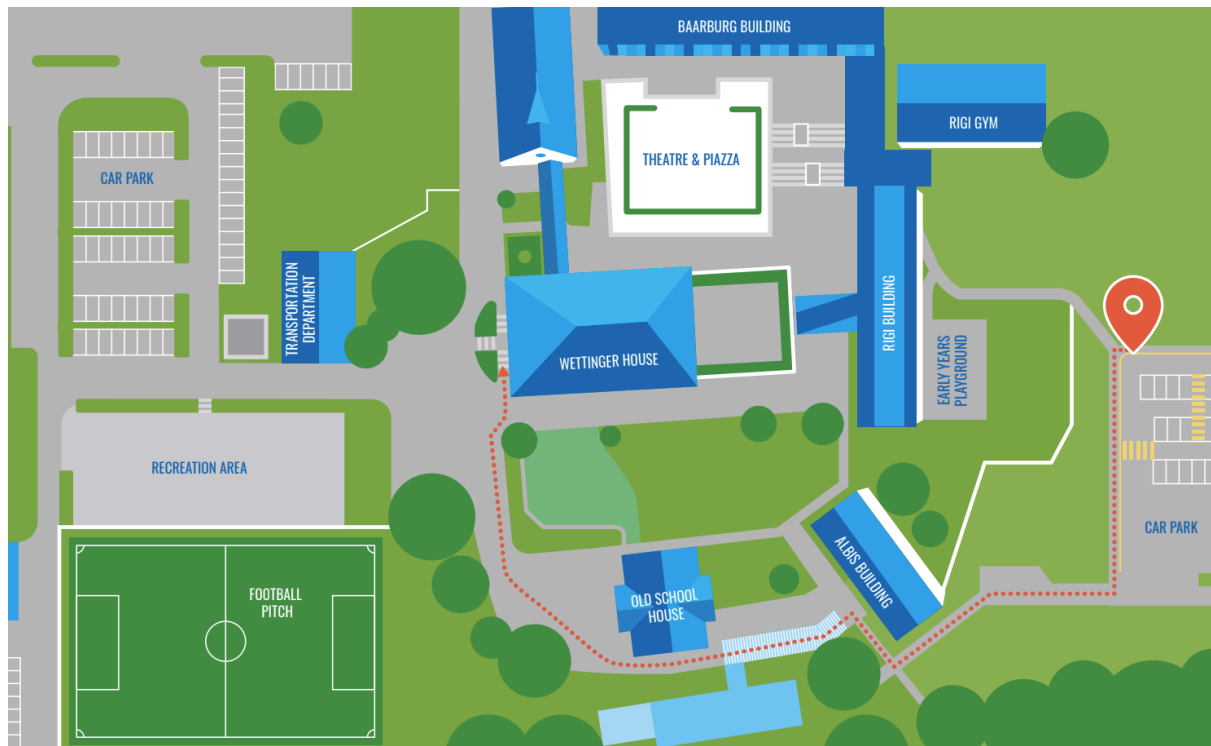 BAARBURG BUILDING
RIGI GYM
THEATRE & PIAZZA
CAR PARK
TRANSPORTATION
DEPARTMENT
RIGI BUILDING
WETTINGER HOUSE
EARLY YEARS
PLAYGROUND
RECREATION AREA
CAR PARK
ALBIS BUILDING
FOOTBALL
PITCH
OLD SCHOOL
HOUSE